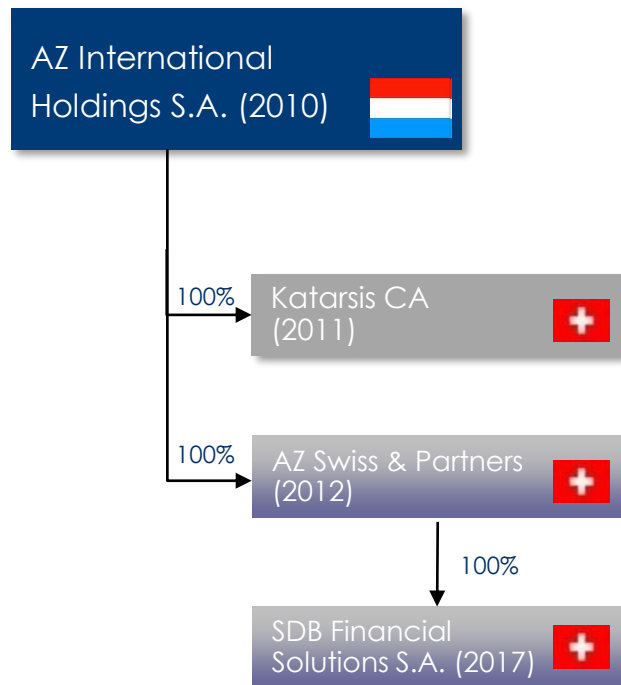 AZ International
Holdings S.A. (2010)
100%
Katarsis CA
(2011)
100%
AZ Swiss & Partners
(2012)
100%
SDB Financial
Solutions S.A. (2017)